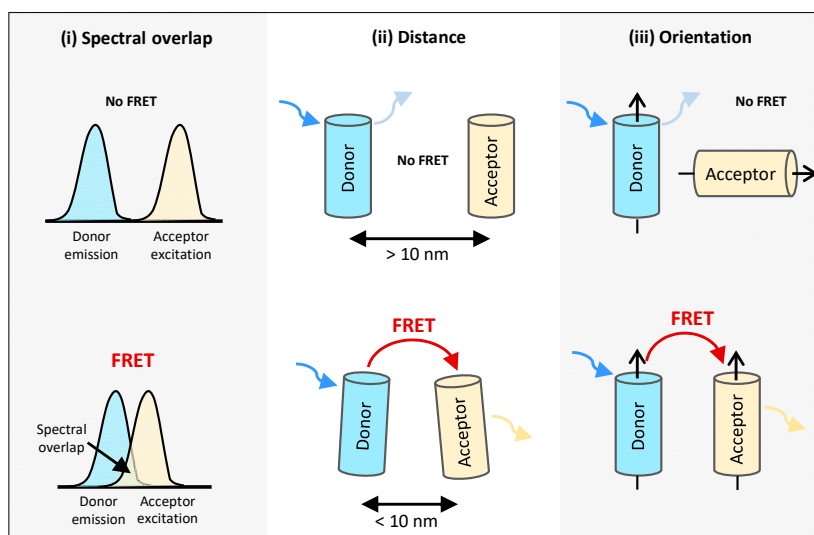 (i) Spectral overlap
No FRET
Donor
emission
Acceptor
excitation
FRET
Spectral
overlap
Donor
emission
Acceptor
excitation
(ii) Distance
Donor
No FRET
Acceptor
> 10 nm
FRET
Donor
Acceptor
< 10 nm
(iii) Orientation
No FRET
Donor
Acceptor
FRET
Donor
Acceptor